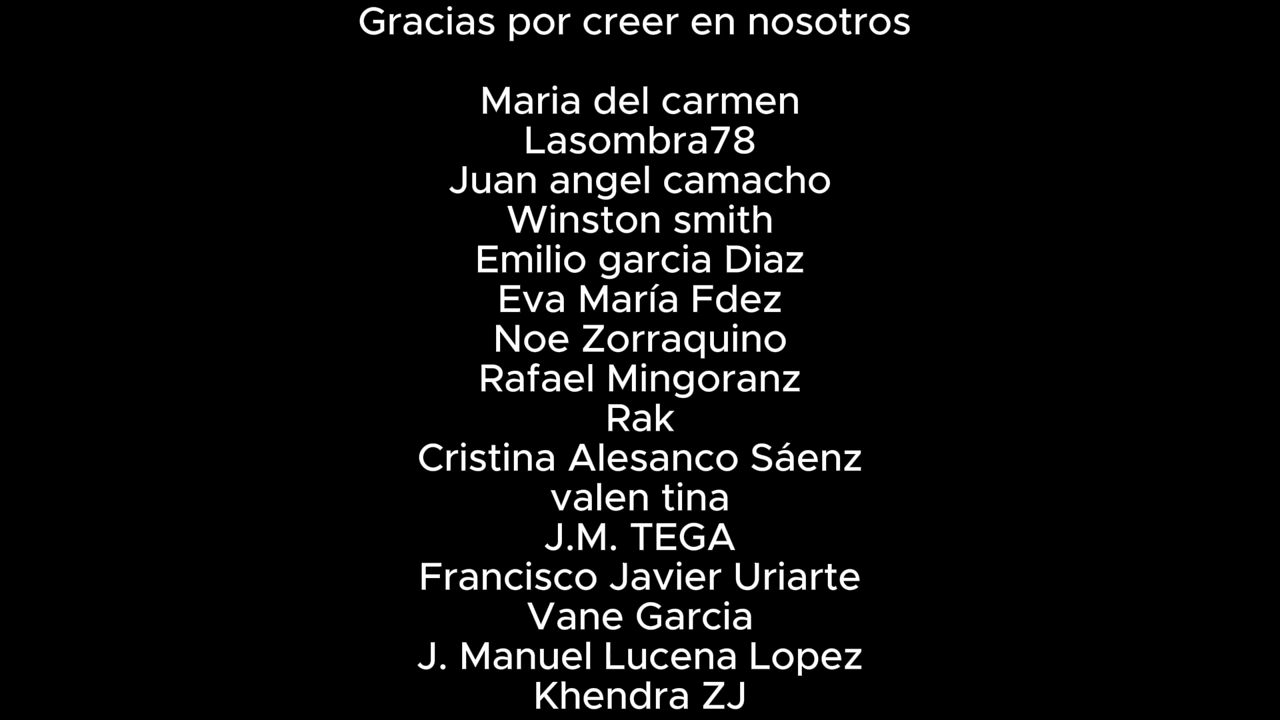 Gracias por creer en nosotros
Maria del carmen
Lasombra78
Juan angel camacho
Winston smith
Emilio garcia Diaz
Eva María Fdez
Noe Zorraquino
Rafael Mingoranz
Rak
Cristina Alesanco Sáenz
valen tina
J.M. TEGA
Francisco Javier Uriarte
Vane Garcia
J. Manuel Lucena Lopez
Khendra ZJ